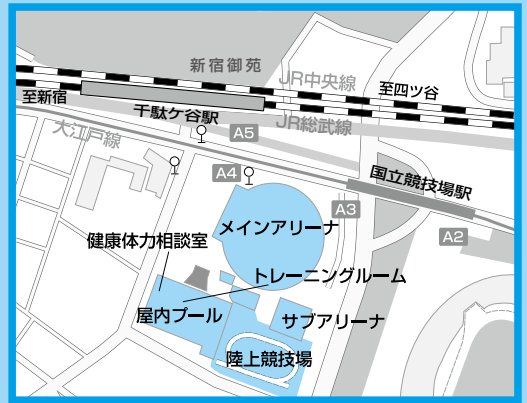 新宿御苑
JR中央線
至四ツ谷
至新宿
千駄ケ谷駅
JR総武線
大江戸線
A5
A4
国立競技場駅
A3
A2
メインアリーナ
健康体力相談室
トレーニングルーム
屋内プール
サブアリーナ
陸上競技場